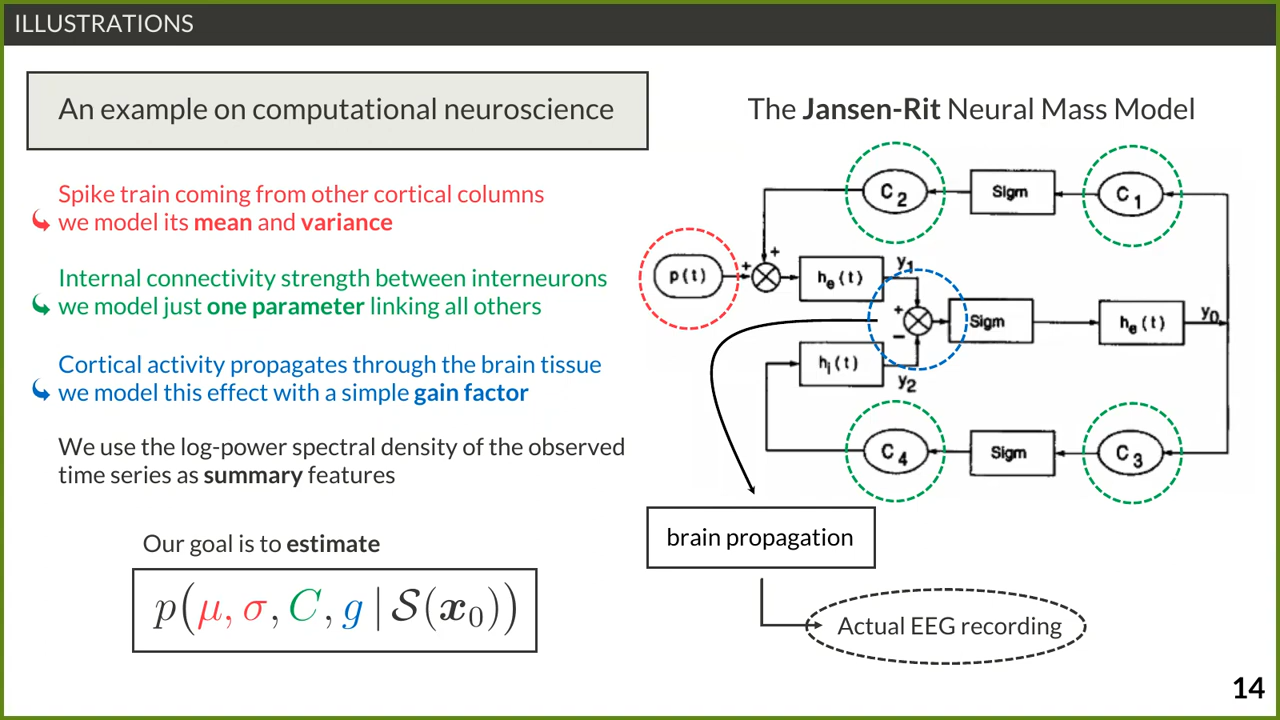 ILLUSTRATIONS
An example on computational neuroscience
Spike train coming from other cortical columns
we model its mean and variance
Internal connectivity strength between interneurons
we model just one parameter linking all others
Cortical activity propagates through the brain tissue
we model this effect with a simple gain factor
We use the log-power spectral density of the observed
time series as summary features
Our goal is to estimate
p(μ, σ, C, g | 𝒮(𝒙₀))
The Jansen-Rit Neural Mass Model
C₂
Sigm
C₁
+
p(t)
+
hₑ(t)
y₁
+
−
Sigm
hₑ(t)
y₀
hᵢ(t)
y₂
C₄
Sigm
C₃
brain propagation
Actual EEG recording
14